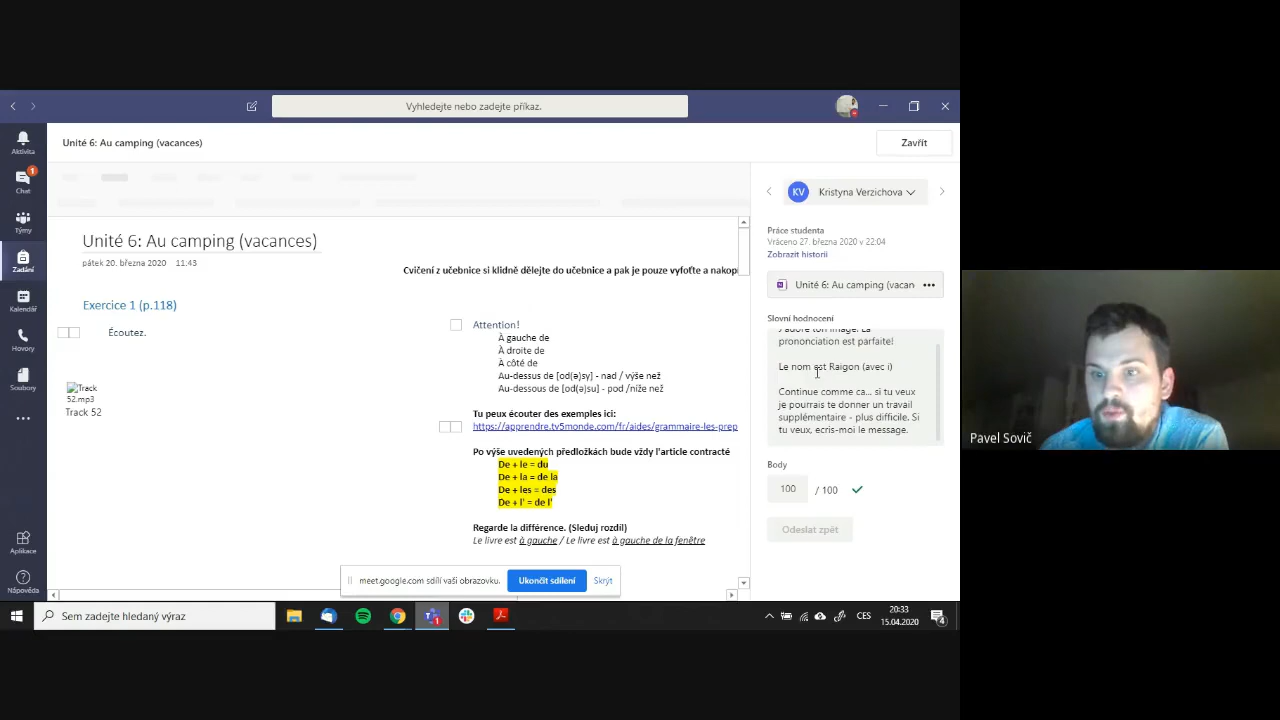 Vyhledejte nebo zadejte příkaz.
Unité 6: Au camping (vacances)
Zavřít
Aktivita
1
Chat
Týmy
Zadání
Kalendář
Hovory
Soubory
Aplikace
Nápověda
Unité 6: Au camping (vacances)
pátek 20. března 2020 11:43
Cvičení z učebnice si klidně dělejte do učebnice a pak je pouze vyfoťte a nakop
Exercice 1 (p.118)
Écoutez.
Track
52.mp3
Track 52
Attention!
À gauche de
À droite de
À côté de
Au-dessus de [od(ə)sy] - nad / výše než
Au-dessous de [od(ə)su] - pod /níže než
Tu peux écouter des exemples ici:
https://apprendre.tv5monde.com/fr/aides/grammaire-les-prep
Po výše uvedených předložkách bude vždy l'article contracté
De + le = du
De + la = de la
De + les = des
De + l' = de l'
Regarde la différence. (Sleduj rozdíl)
Le livre est à gauche / Le livre est à gauche de la fenêtre
KV
Kristyna Verzichova
Práce studenta
Vráceno 27. března 2020 v 22:04
Zobrazit historii
Unité 6: Au camping (vacan
Slovní hodnocení
J'adore ton image. La
prononciation est parfaite!
Le nom est Raigon (avec i)
Continue comme ca... si tu veux
je pourrais te donner un travail
supplémentaire - plus difficile. Si
tu veux, ecris-moi le message.
Body
100 / 100
Odeslat zpět
meet.google.com sdílí vaši obrazovku.
Ukončit sdílení
Skrýt
Sem zadejte hledaný výraz
1
CES
20:33
15.04.2020
4
Pavel Sovič